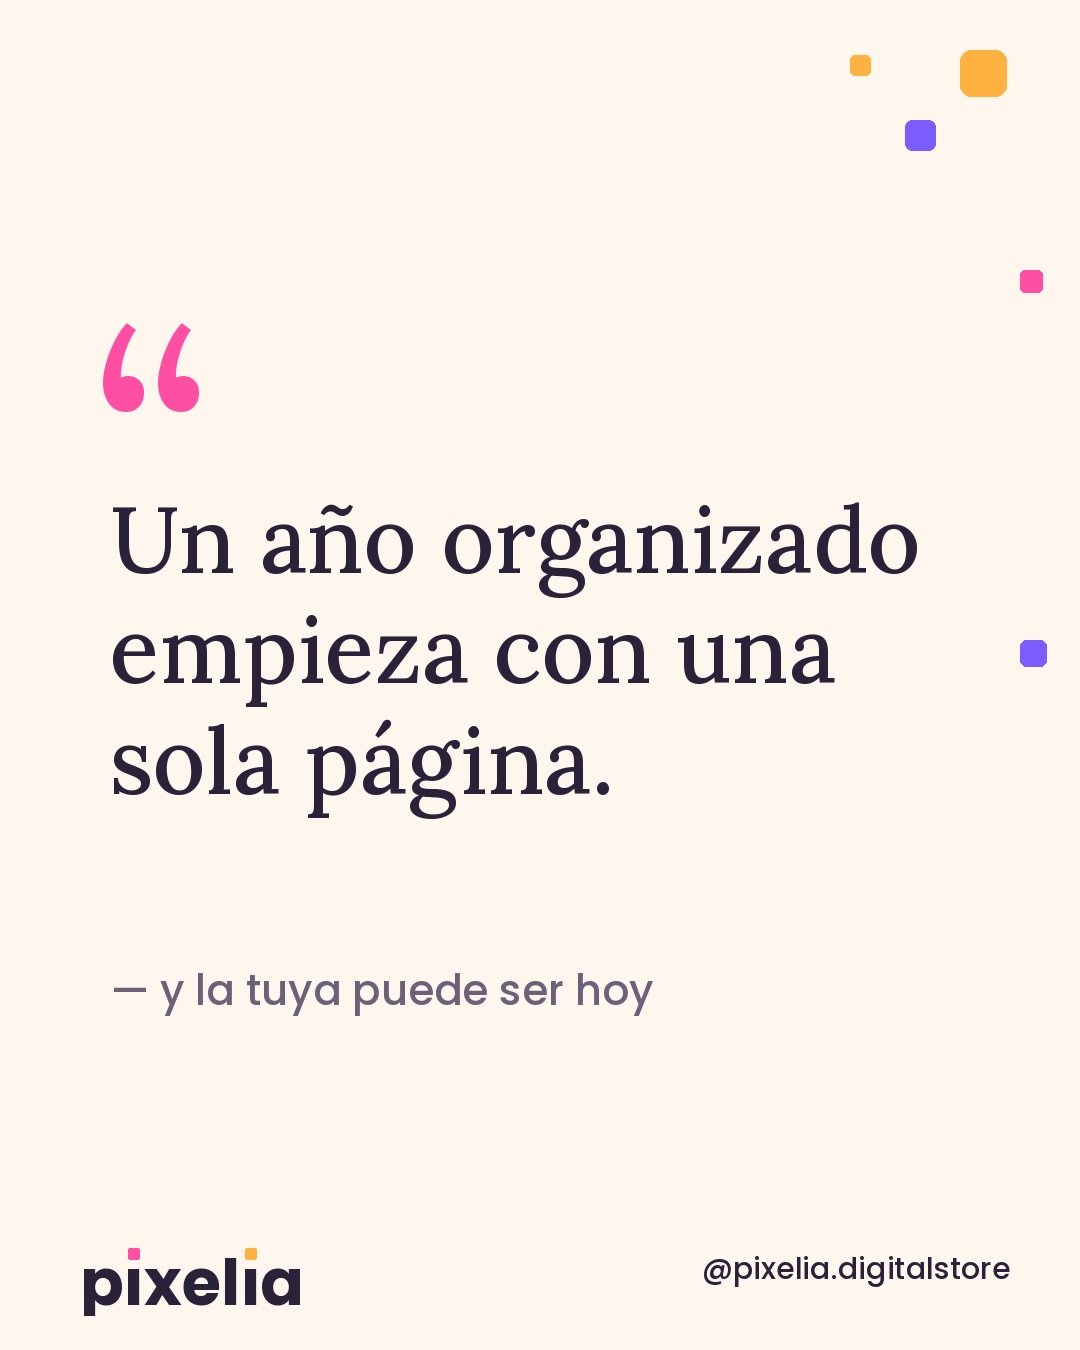 “
Un año organizado
empieza con una
sola página.
— y la tuya puede ser hoy
pixelia
@pixelia.digitalstore